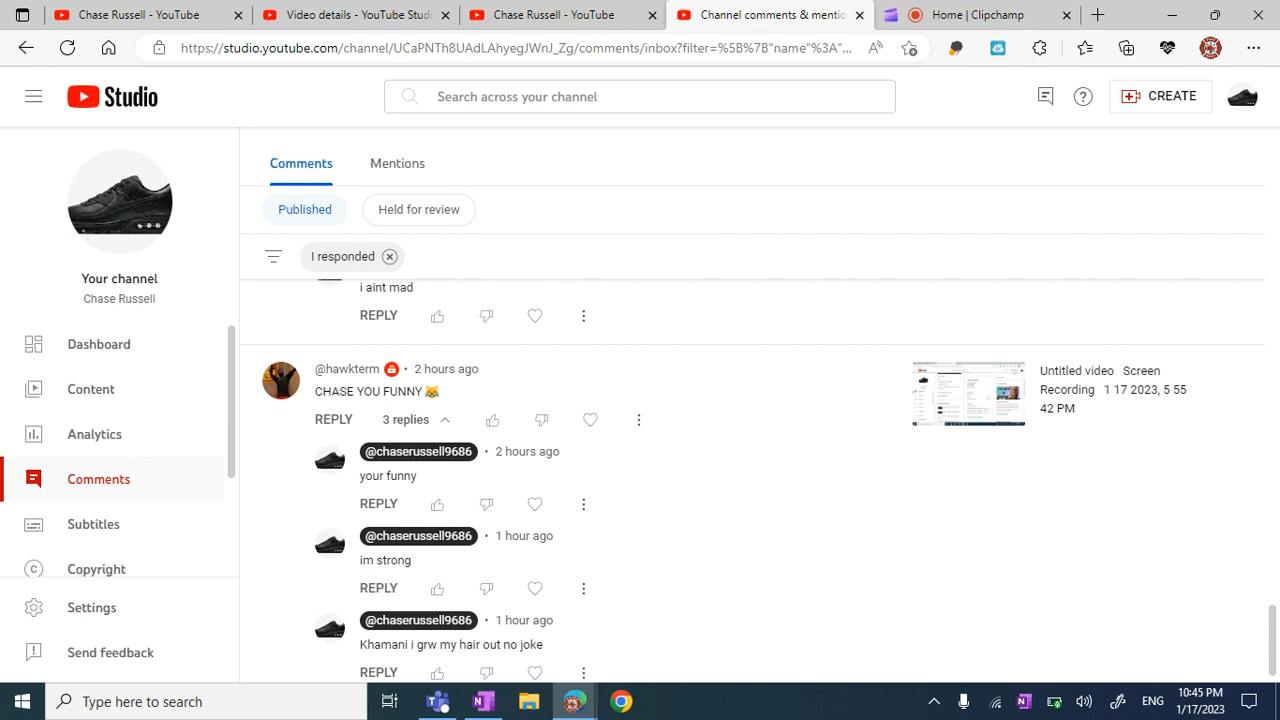 Chase Russell - YouTube
Video details - YouTube Studi
Chase Russell - YouTube
Channel comments & mentio
Home | Clipchamp
https://studio.youtube.com/channel/UCaPNTh8UAdLAhyegJWnJ_Zg/comments/inbox?filter=%5B%7B"name"%3A"...
Studio
Search across your channel
CREATE
Your channel
Chase Russell
Dashboard
Content
Analytics
Comments
Subtitles
Copyright
Settings
Send feedback
Comments
Mentions
Published
Held for review
I responded
i aint mad
REPLY
@hawkterm • 2 hours ago
CHASE YOU FUNNY 😹
REPLY 3 replies
Untitled video Screen
Recording 1 17 2023, 5 55
42 PM
@chaserussell9686 • 2 hours ago
your funny
REPLY
@chaserussell9686 • 1 hour ago
im strong
REPLY
@chaserussell9686 • 1 hour ago
Khamani i grw my hair out no joke
REPLY
Type here to search
ENG
10:45 PM
1/17/2023